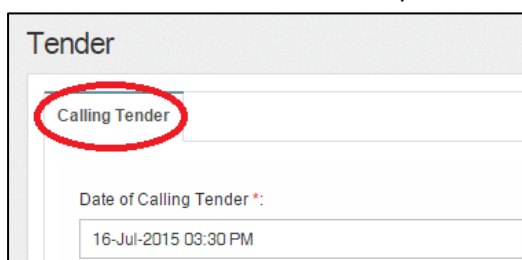 Tender
Calling Tender
Date of Calling Tender *:
16-Jul-2015 03:30 PM